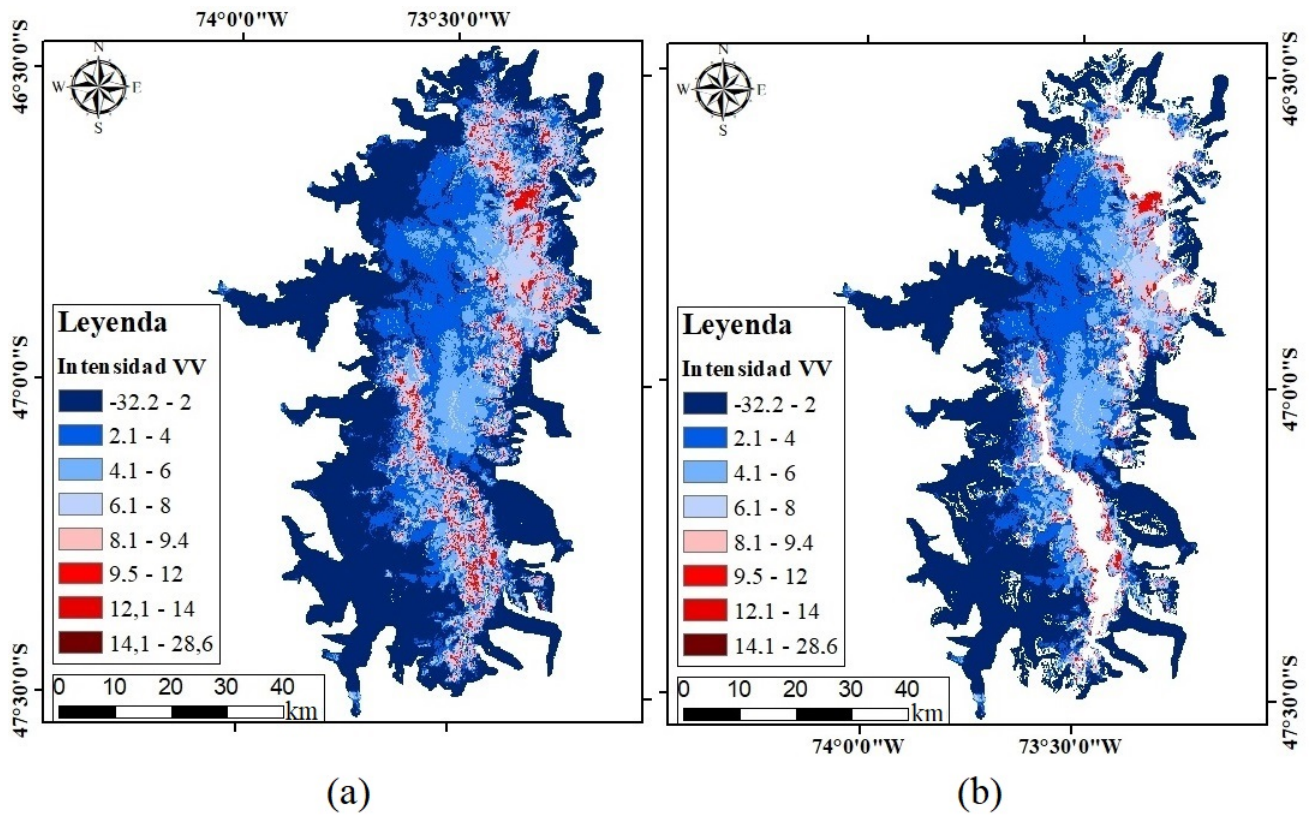 74°0'0"W 73°30'0"W
46°30'0"S
47°0'0"S
47°30'0"S
N
W E
S
Leyenda
Intensidad VV
-32.2 - 2
2.1 - 4
4.1 - 6
6.1 - 8
8.1 - 9.4
9.5 - 12
12,1 - 14
14,1 - 28,6
0 10 20 30 40
km
(a)
N
W E
S
Leyenda
Intensidad VV
-32.2 - 2
2.1 - 4
4.1 - 6
6.1 - 8
8.1 - 9.4
9.5 - 12
12.1 - 14
14.1 - 28.6
0 10 20 30 40
km
46°30'0"S
47°0'0"S
47°30'0"S
74°0'0"W 73°30'0"W
(b)